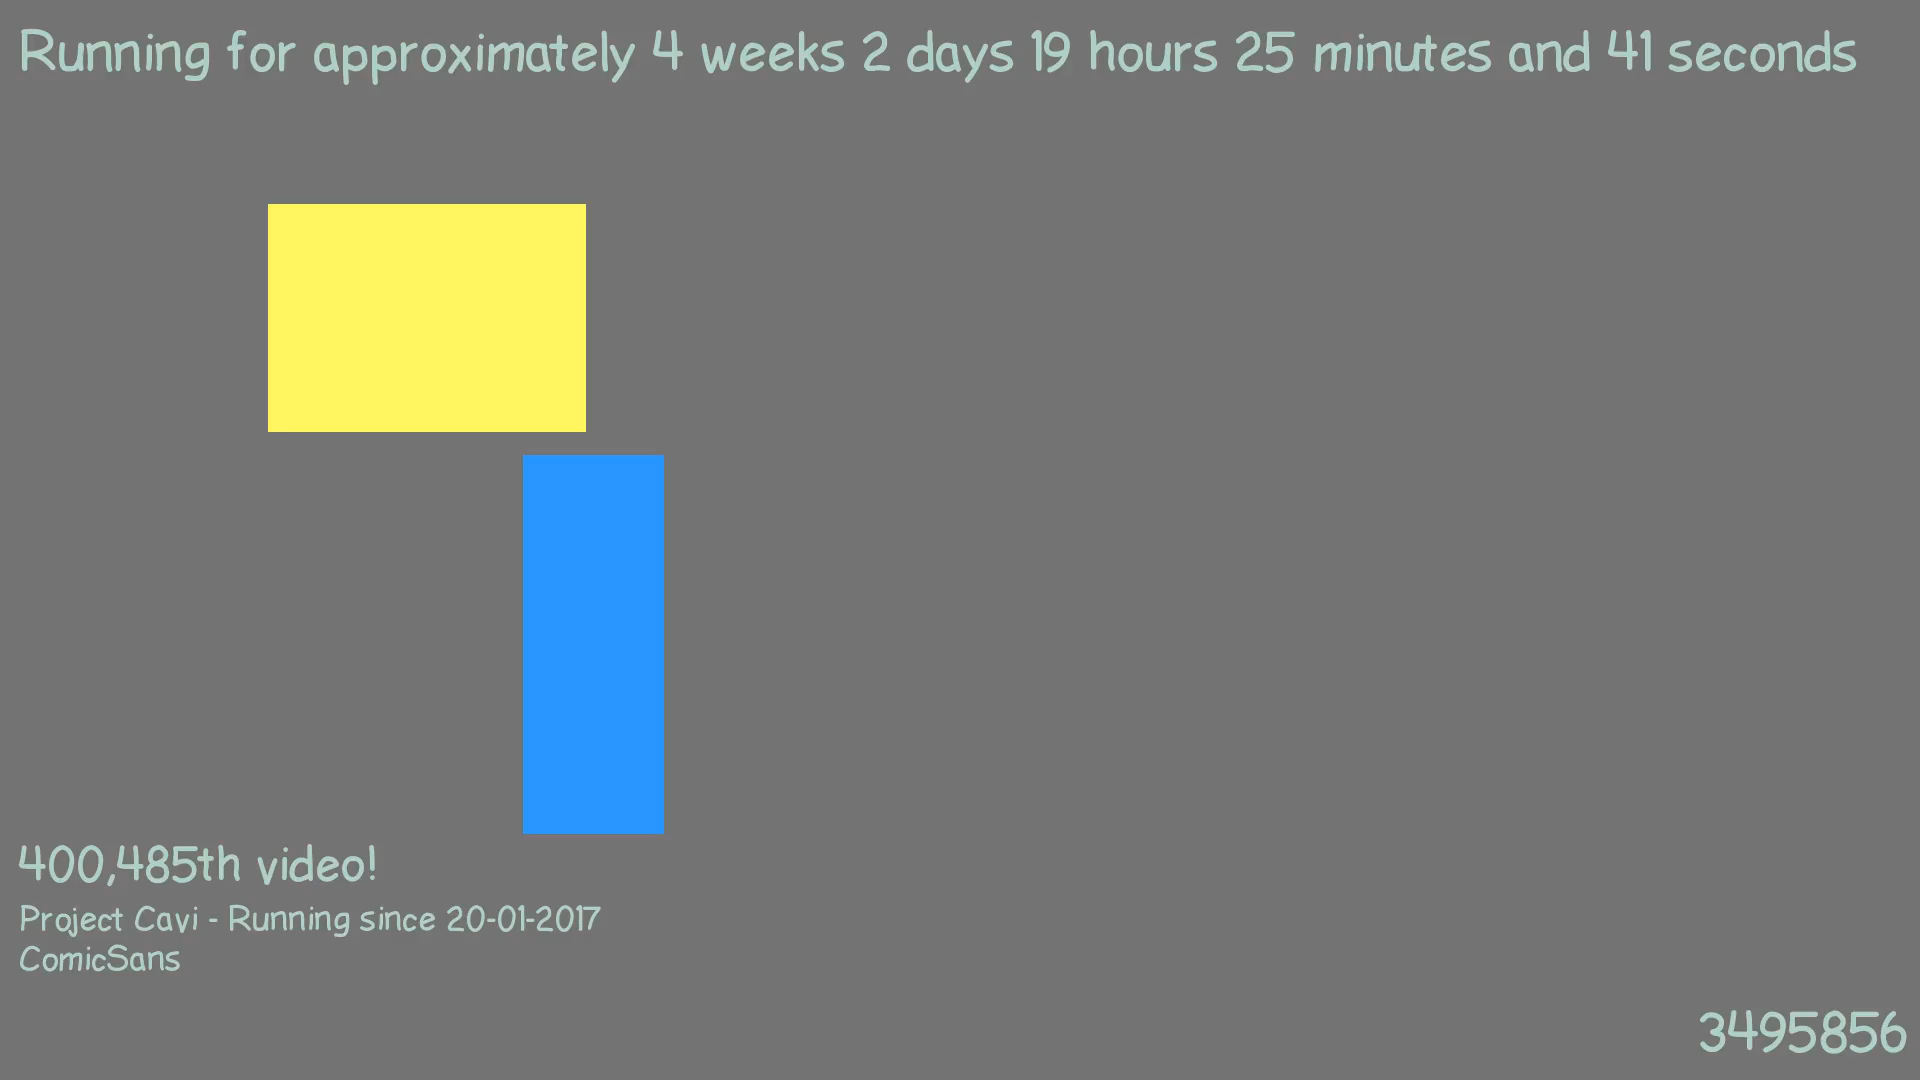 Running for approximately 4 weeks 2 days 19 hours 25 minutes and 41 seconds
400,485th video!
Project Cavi - Running since 20-01-2017
ComicSans
3495856